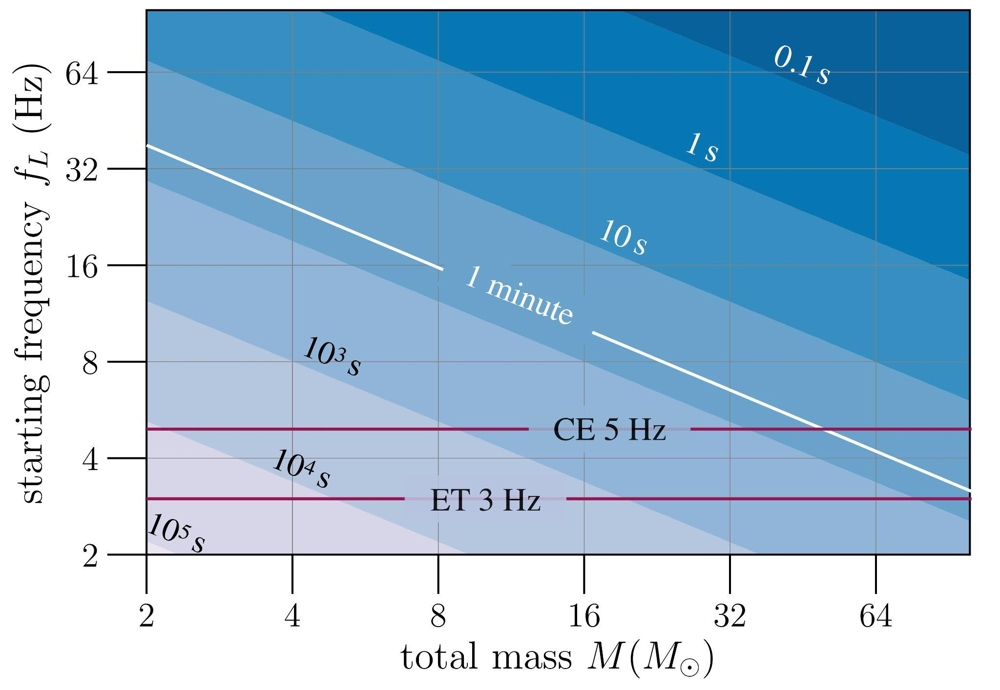 starting frequency f_L (Hz)
64
32
16
8
4
2
0.1 s
1 s
10 s
1 minute
10³ s
CE 5 Hz
10⁴ s
ET 3 Hz
10⁵ s
2 4 8 16 32 64
total mass M(M⊙)